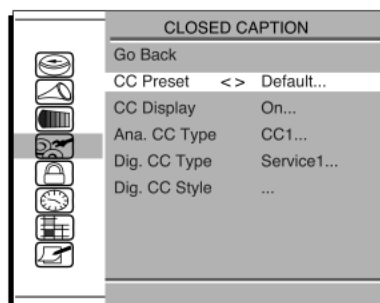 CLOSED CAPTION
Go Back
CC Preset <> Default...
CC Display On...
Ana. CC Type CC1...
Dig. CC Type Service1...
Dig. CC Style ...